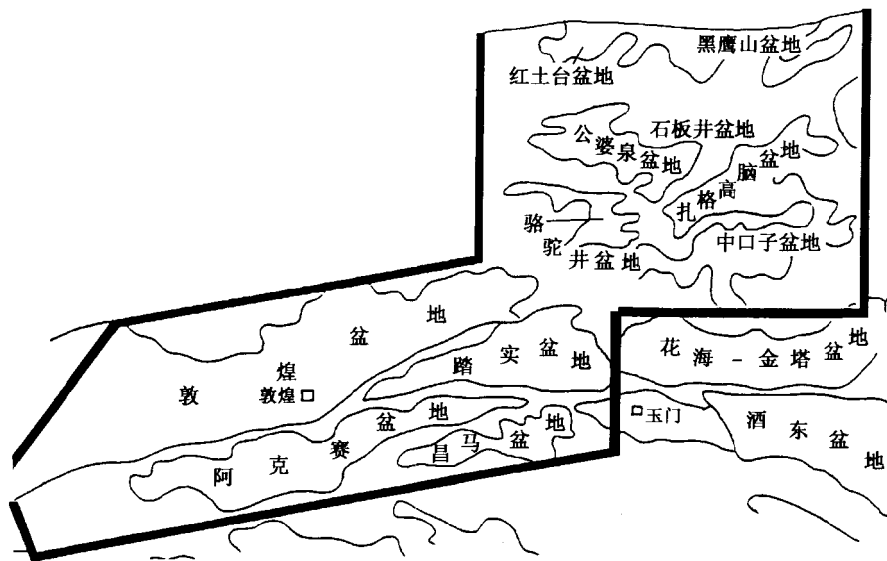 黑鹰山盆地
红土台盆地
石板井盆地
公婆泉盆地
扎格高脑盆地
骆驼井盆地
中口子盆地
敦煌盆地
敦煌
踏实盆地
花海-金塔盆地
阿克赛盆地
昌马盆地
玉门
酒东盆地